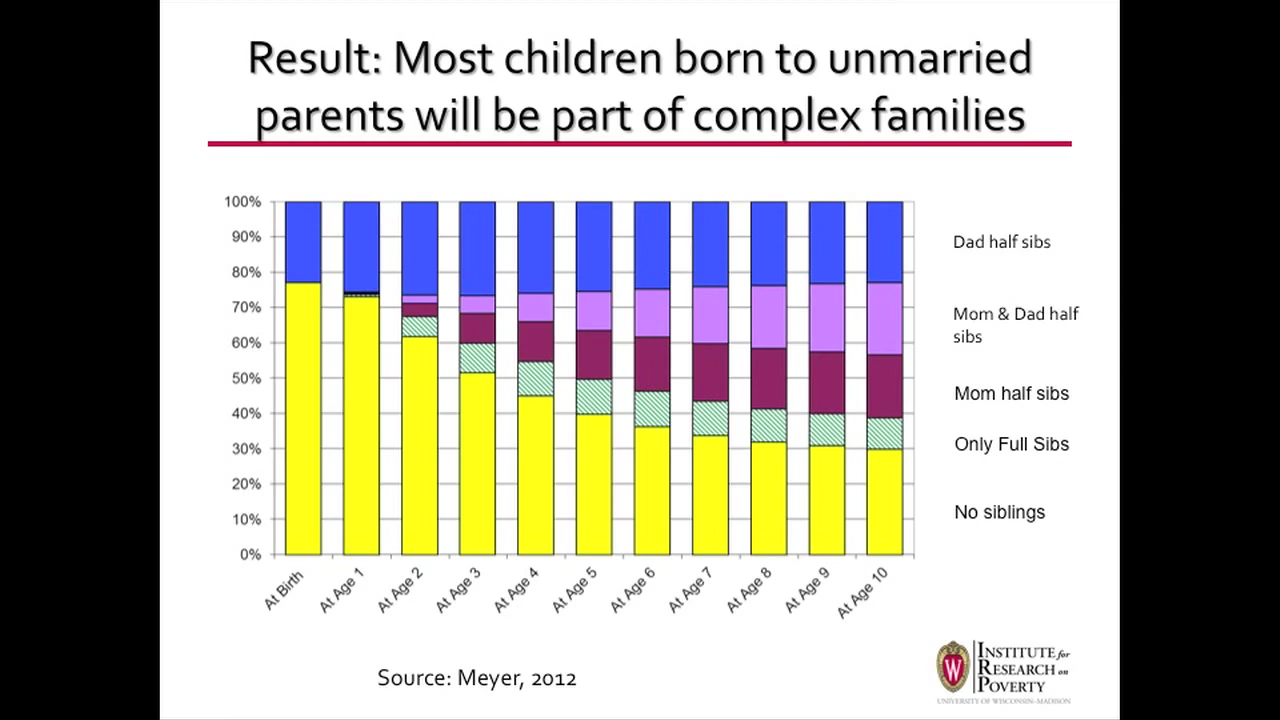 Result: Most children born to unmarried
parents will be part of complex families
100%
90%
80%
70%
60%
50%
40%
30%
20%
10%
0%
At Birth
At Age 1
At Age 2
At Age 3
At Age 4
At Age 5
At Age 6
At Age 7
At Age 8
At Age 9
At Age 10
Dad half sibs
Mom & Dad half
sibs
Mom half sibs
Only Full Sibs
No siblings
Source: Meyer, 2012
W
INSTITUTE for
RESEARCH on
POVERTY
UNIVERSITY OF WISCONSIN–MADISON